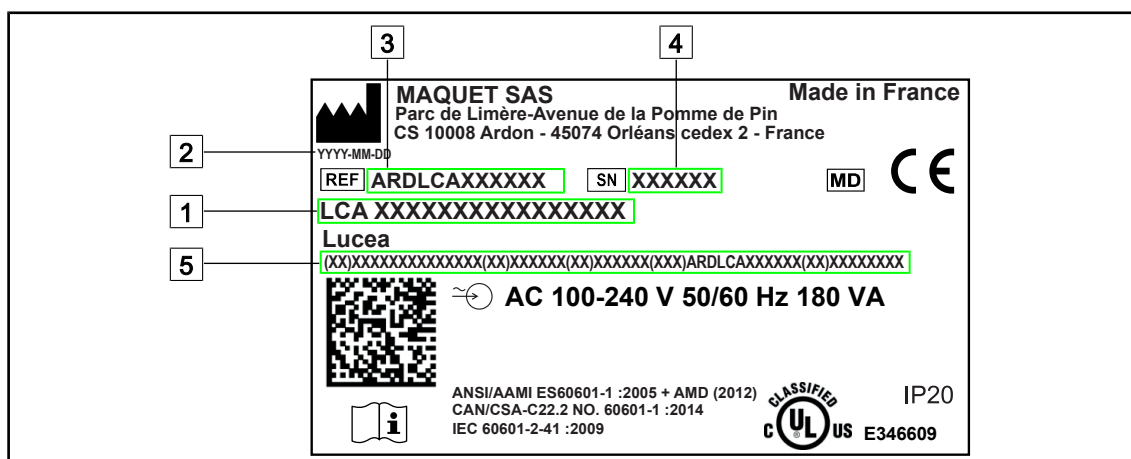 3 4
MAQUET SAS Made in France
Parc de Limère-Avenue de la Pomme de Pin
CS 10008 Ardon - 45074 Orléans cedex 2 - France
2 YYYY-MM-DD
REF ARDLCAXXXXXX SN XXXXXX MD CE
1 LCA XXXXXXXXXXXXXXXX
Lucea
5 (XX)XXXXXXXXXXXXXX(XX)XXXXXX(XX)XXXXXX(XXX)ARDLCAXXXXXX(XX)XXXXXXXX
AC 100-240 V 50/60 Hz 180 VA
ANSI/AAMI ES60601-1 :2005 + AMD (2012)
CAN/CSA-C22.2 NO. 60601-1 :2014
IEC 60601-2-41 :2009
i
CLASSIFIED
C UL US E346609
®
IP20